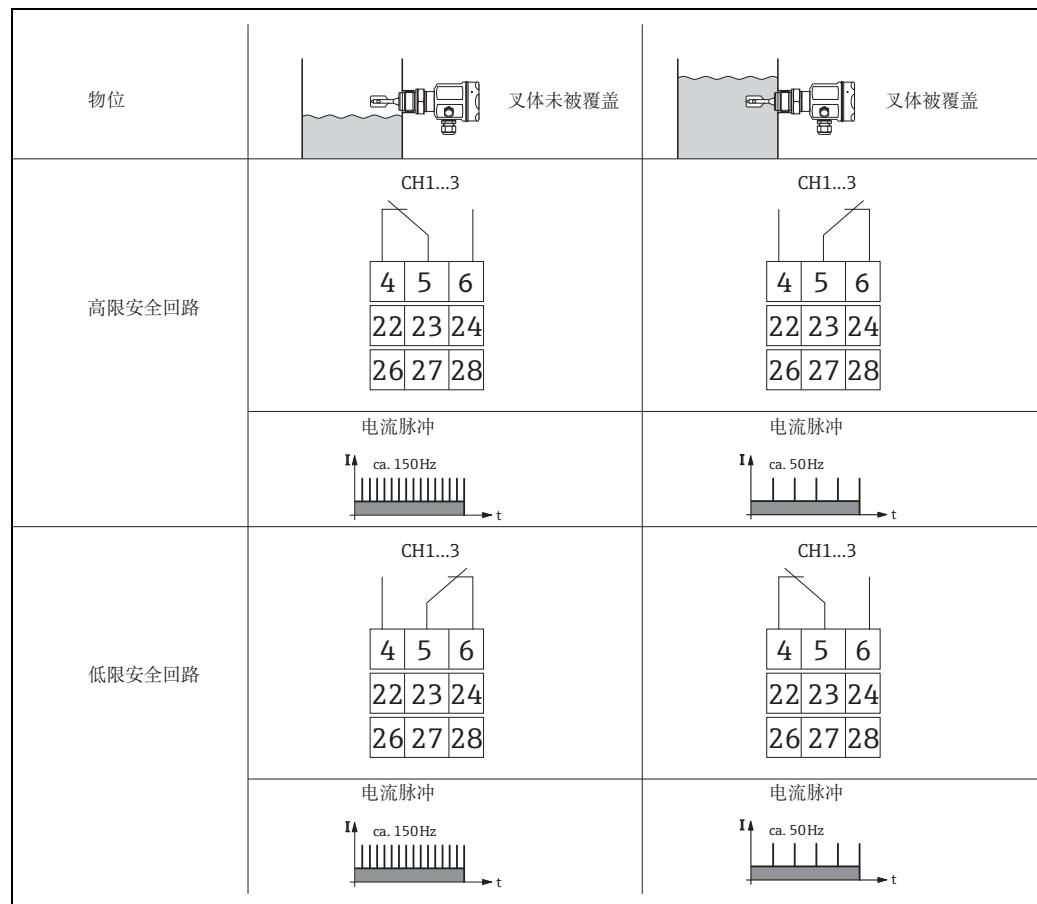 物位
叉体未被覆盖
叉体被覆盖
高限安全回路
CH1...3
4 5 6
22 23 24
26 27 28
CH1...3
4 5 6
22 23 24
26 27 28
电流脉冲
I
ca. 150Hz
t
电流脉冲
I
ca. 50Hz
t
低限安全回路
CH1...3
4 5 6
22 23 24
26 27 28
CH1...3
4 5 6
22 23 24
26 27 28
电流脉冲
I
ca. 150Hz
t
电流脉冲
I
ca. 50Hz
t